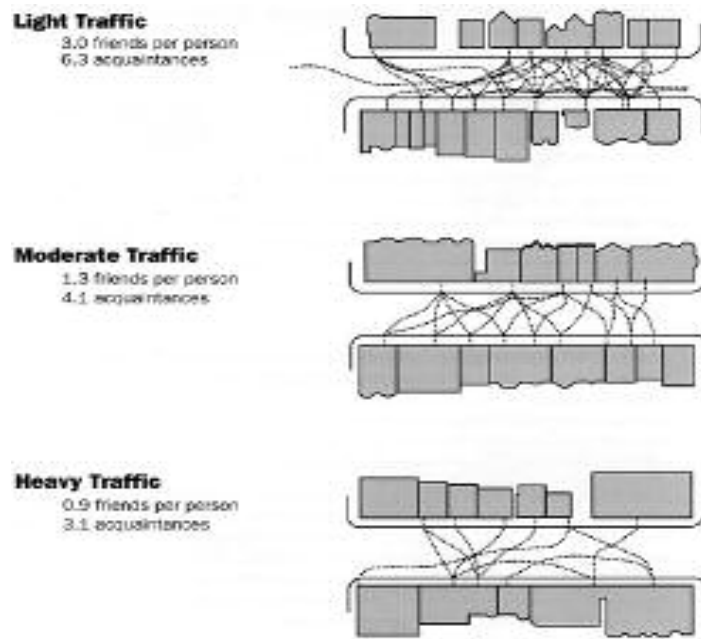 Light Traffic
3.0 friends per person
6.3 acquaintances
Moderate Traffic
1.3 friends per person
4.1 acquaintances
Heavy Traffic
0.9 friends per person
3.1 acquaintances